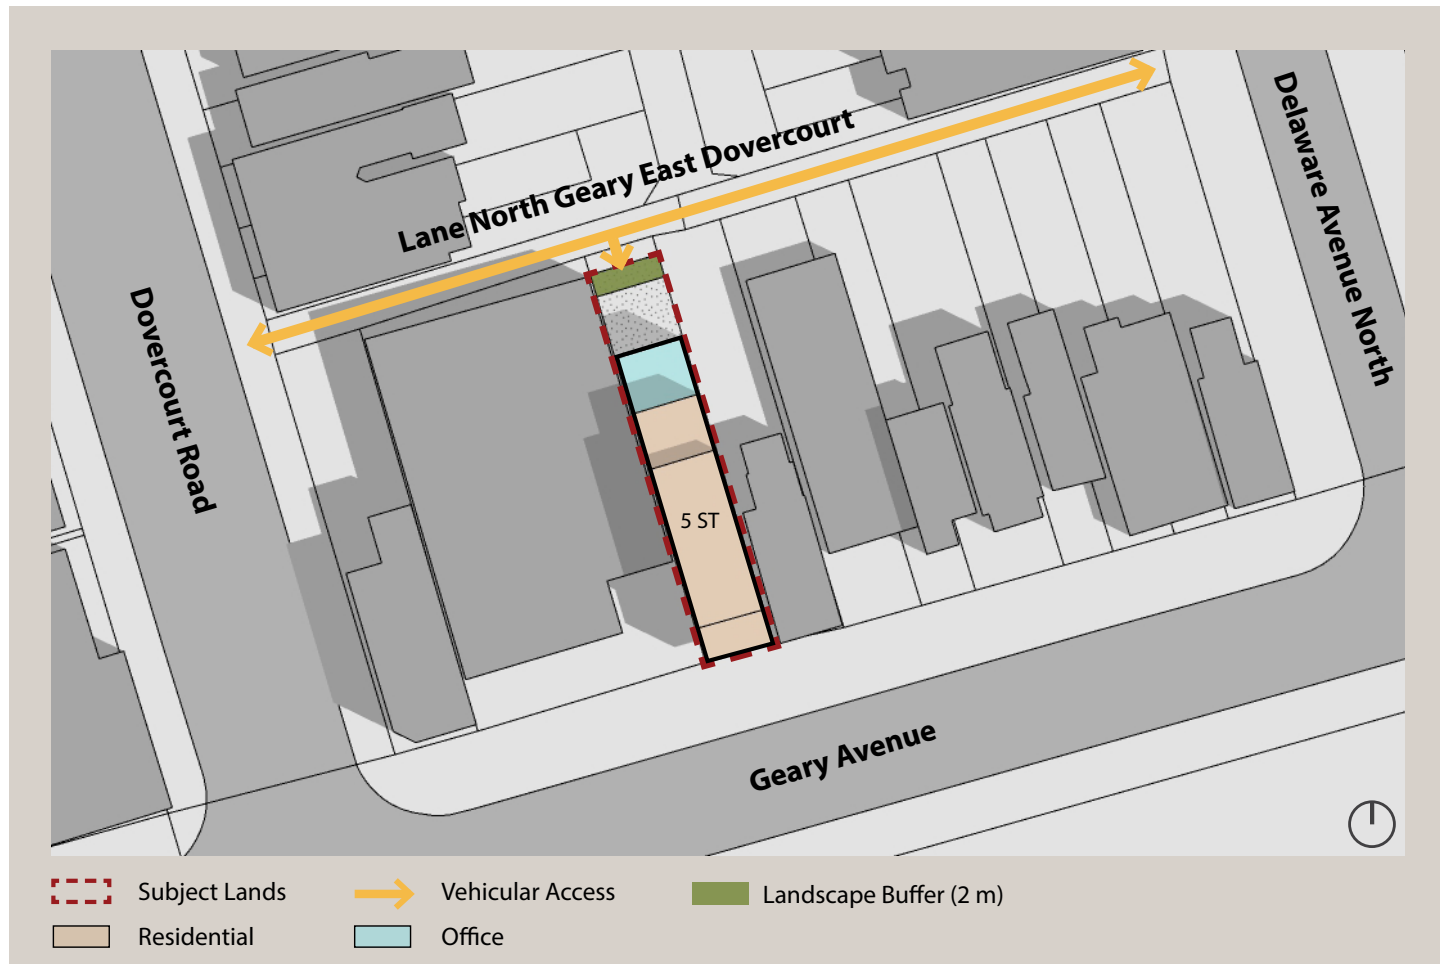 Lane North Geary East Dovercourt
Delaware Avenue North
Dovercourt Road
5 ST
Geary Avenue
Subject Lands
Vehicular Access
Landscape Buffer (2 m)
Residential
Office